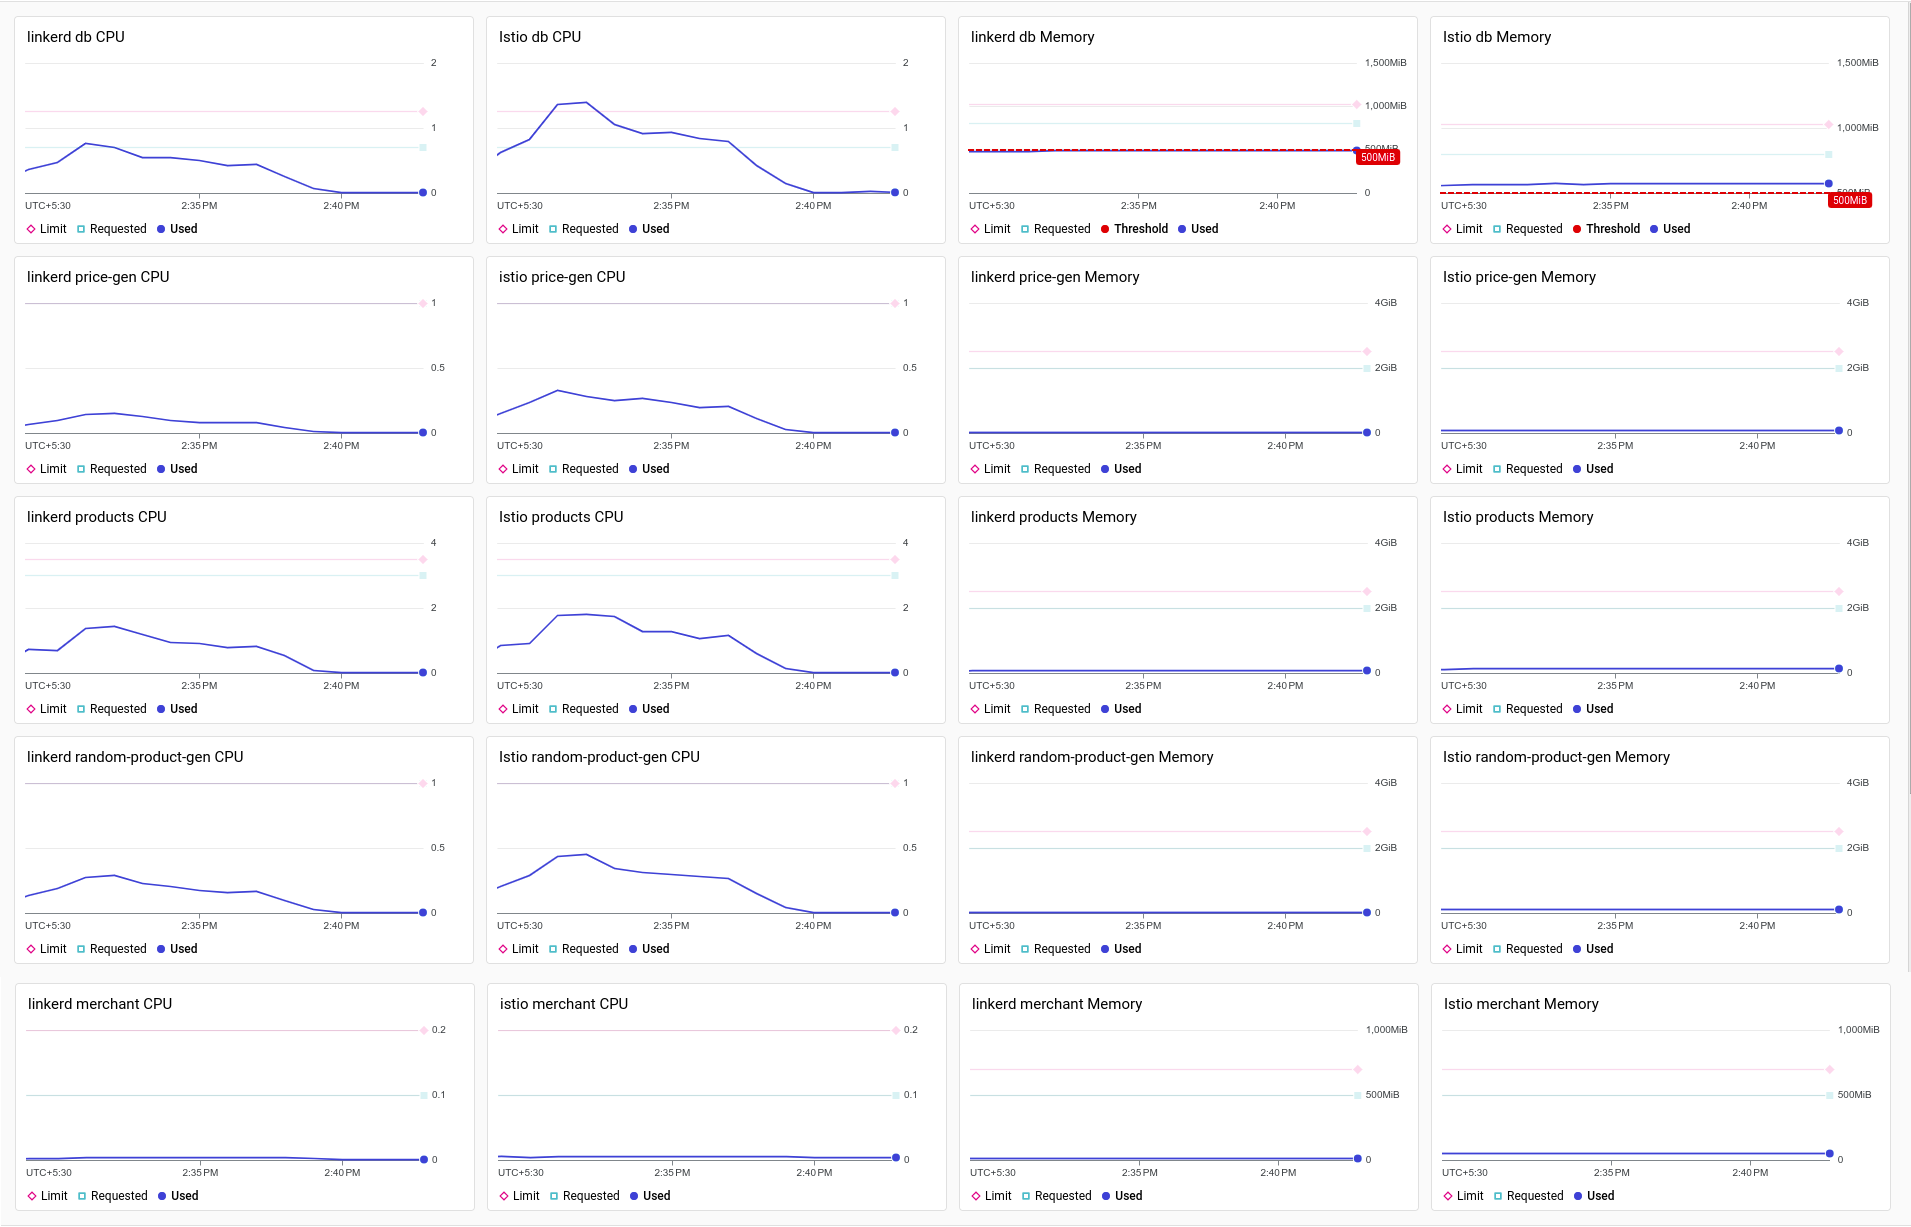 linkerd db CPU
2
1
0
UTC+5:30 2:35 PM 2:40 PM
Limit Requested Used
Istio db CPU
2
1
0
UTC+5:30 2:35 PM 2:40 PM
Limit Requested Used
linkerd db Memory
1,500MiB
1,000MiB
500MiB
500MiB
0
UTC+5:30 2:35 PM 2:40 PM
Limit Requested Threshold Used
Istio db Memory
1,500MiB
1,000MiB
500MiB
500MiB
UTC+5:30 2:35 PM 2:40 PM
Limit Requested Threshold Used
linkerd price-gen CPU
1
0.5
0
UTC+5:30 2:35 PM 2:40 PM
Limit Requested Used
istio price-gen CPU
1
0.5
0
UTC+5:30 2:35 PM 2:40 PM
Limit Requested Used
linkerd price-gen Memory
4GiB
2GiB
0
UTC+5:30 2:35 PM 2:40 PM
Limit Requested Used
Istio price-gen Memory
4GiB
2GiB
0
UTC+5:30 2:35 PM 2:40 PM
Limit Requested Used
linkerd products CPU
4
2
0
UTC+5:30 2:35 PM 2:40 PM
Limit Requested Used
Istio products CPU
4
2
0
UTC+5:30 2:35 PM 2:40 PM
Limit Requested Used
linkerd products Memory
4GiB
2GiB
0
UTC+5:30 2:35 PM 2:40 PM
Limit Requested Used
Istio products Memory
4GiB
2GiB
0
UTC+5:30 2:35 PM 2:40 PM
Limit Requested Used
linkerd random-product-gen CPU
1
0.5
0
UTC+5:30 2:35 PM 2:40 PM
Limit Requested Used
Istio random-product-gen CPU
1
0.5
0
UTC+5:30 2:35 PM 2:40 PM
Limit Requested Used
linkerd random-product-gen Memory
4GiB
2GiB
0
UTC+5:30 2:35 PM 2:40 PM
Limit Requested Used
Istio random-product-gen Memory
4GiB
2GiB
0
UTC+5:30 2:35 PM 2:40 PM
Limit Requested Used
linkerd merchant CPU
0.2
0.1
0
UTC+5:30 2:35 PM 2:40 PM
Limit Requested Used
istio merchant CPU
0.2
0.1
0
UTC+5:30 2:35 PM 2:40 PM
Limit Requested Used
linkerd merchant Memory
1,000MiB
500MiB
0
UTC+5:30 2:35 PM 2:40 PM
Limit Requested Used
Istio merchant Memory
1,000MiB
500MiB
0
UTC+5:30 2:35 PM 2:40 PM
Limit Requested Used